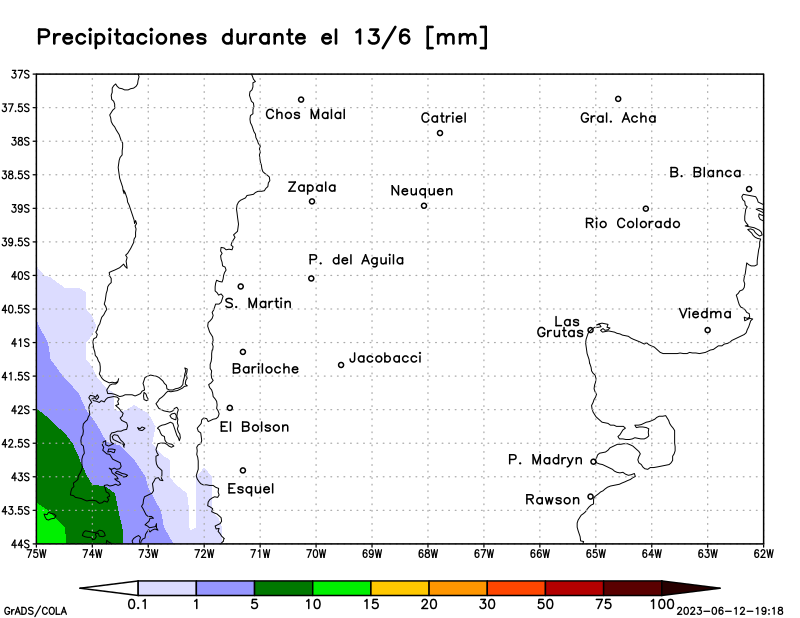 Precipitaciones durante el 13/6 [mm]
37S
37.5S
38S
38.5S
39S
39.5S
40S
40.5S
41S
41.5S
42S
42.5S
43S
43.5S
44S
Chos Malal
Catriel
Gral. Acha
B. Blanca
Zapala
Neuquen
Rio Colorado
P. del Aguila
S. Martin
Las
Grutas
Viedma
Bariloche
Jacobacci
El Bolson
Esquel
P. Madryn
Rawson
75W 74W 73W 72W 71W 70W 69W 68W 67W 66W 65W 64W 63W 62W
0.1 1 5 10 15 20 30 50 75 100
GrADS/COLA
2023-06-12-19:18